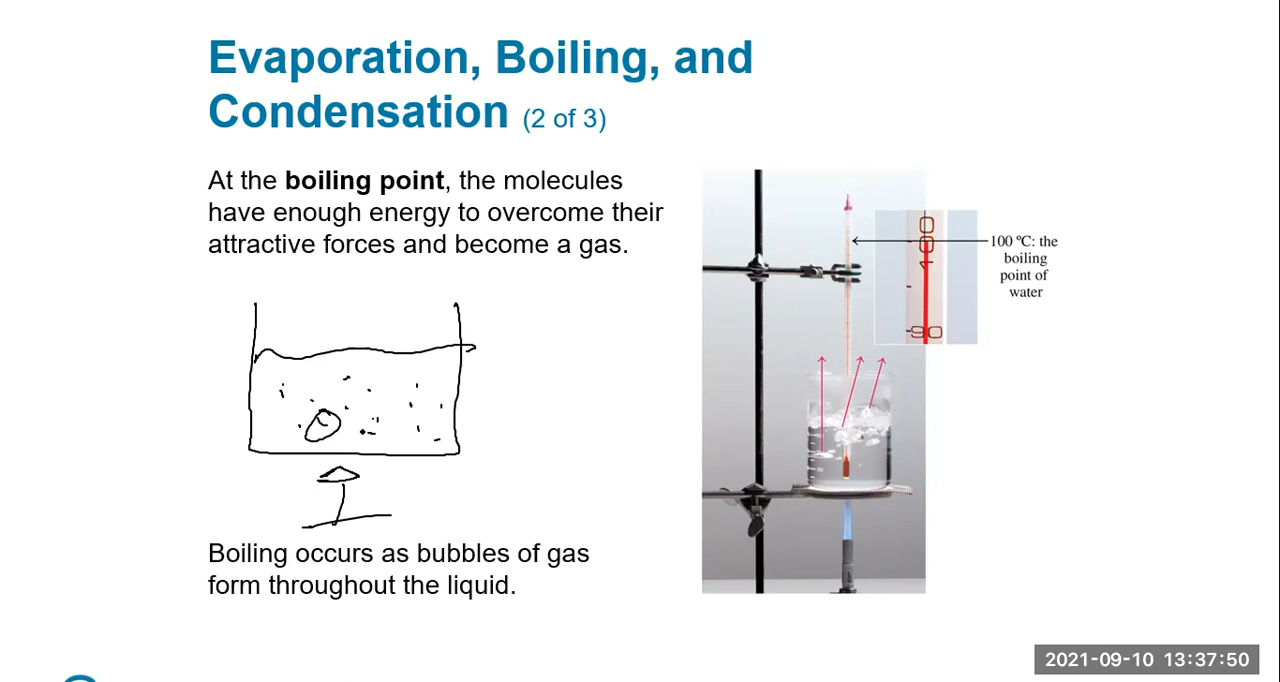 Evaporation, Boiling, and
Condensation (2 of 3)
At the boiling point, the molecules
have enough energy to overcome their
attractive forces and become a gas.
100 ºC: the
boiling
point of
water
100
90
Boiling occurs as bubbles of gas
form throughout the liquid.
2021-09-10 13:37:50